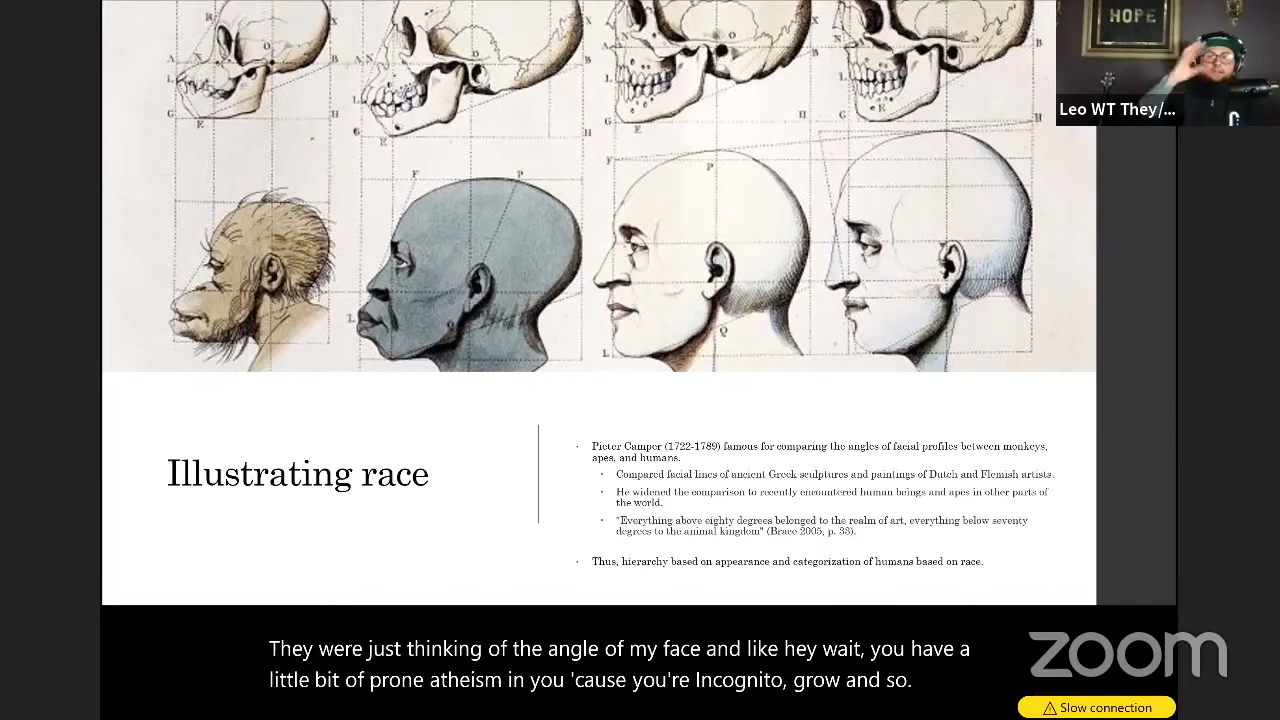 HOPE
Leo WT They/...
R
X
X
X
O
O
O
O
A
N
B
A
N
B
A
N
B
A
N
B
L
L
L
L
G
E
H
G
E
H
G
E
H
G
E
H
F
P
P
L
Q
L
Q
Illustrating race
Pieter Camper (1722-1789) famous for comparing the angles of facial profiles between monkeys,
apes, and humans.
Compared facial lines of ancient Greek sculptures and paintings of Dutch and Flemish artists.
He widened the comparison to recently encountered human beings and apes in other parts of
the world.
"Everything above eighty degrees belonged to the realm of art, everything below seventy
degrees to the animal kingdom" (Brace 2005, p. 33).
Thus, hierarchy based on appearance and categorization of humans based on race.
They were just thinking of the angle of my face and like hey wait, you have a
little bit of prone atheism in you 'cause you're Incognito, grow and so.
zoom
Slow connection